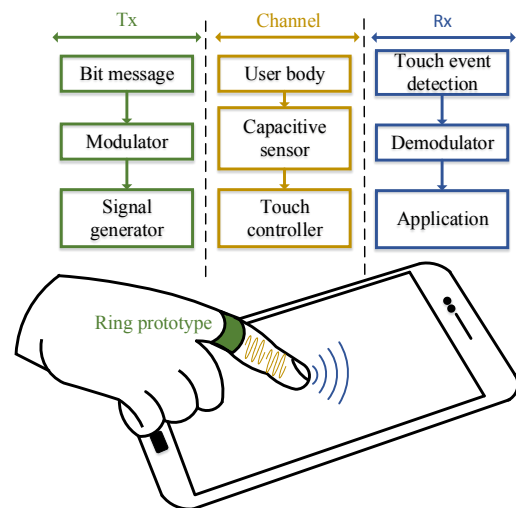 Tx
Channel
Rx
Bit message
User body
Touch event
detection
Modulator
Capacitive
sensor
Demodulator
Signal
generator
Touch
controller
Application
Ring prototype